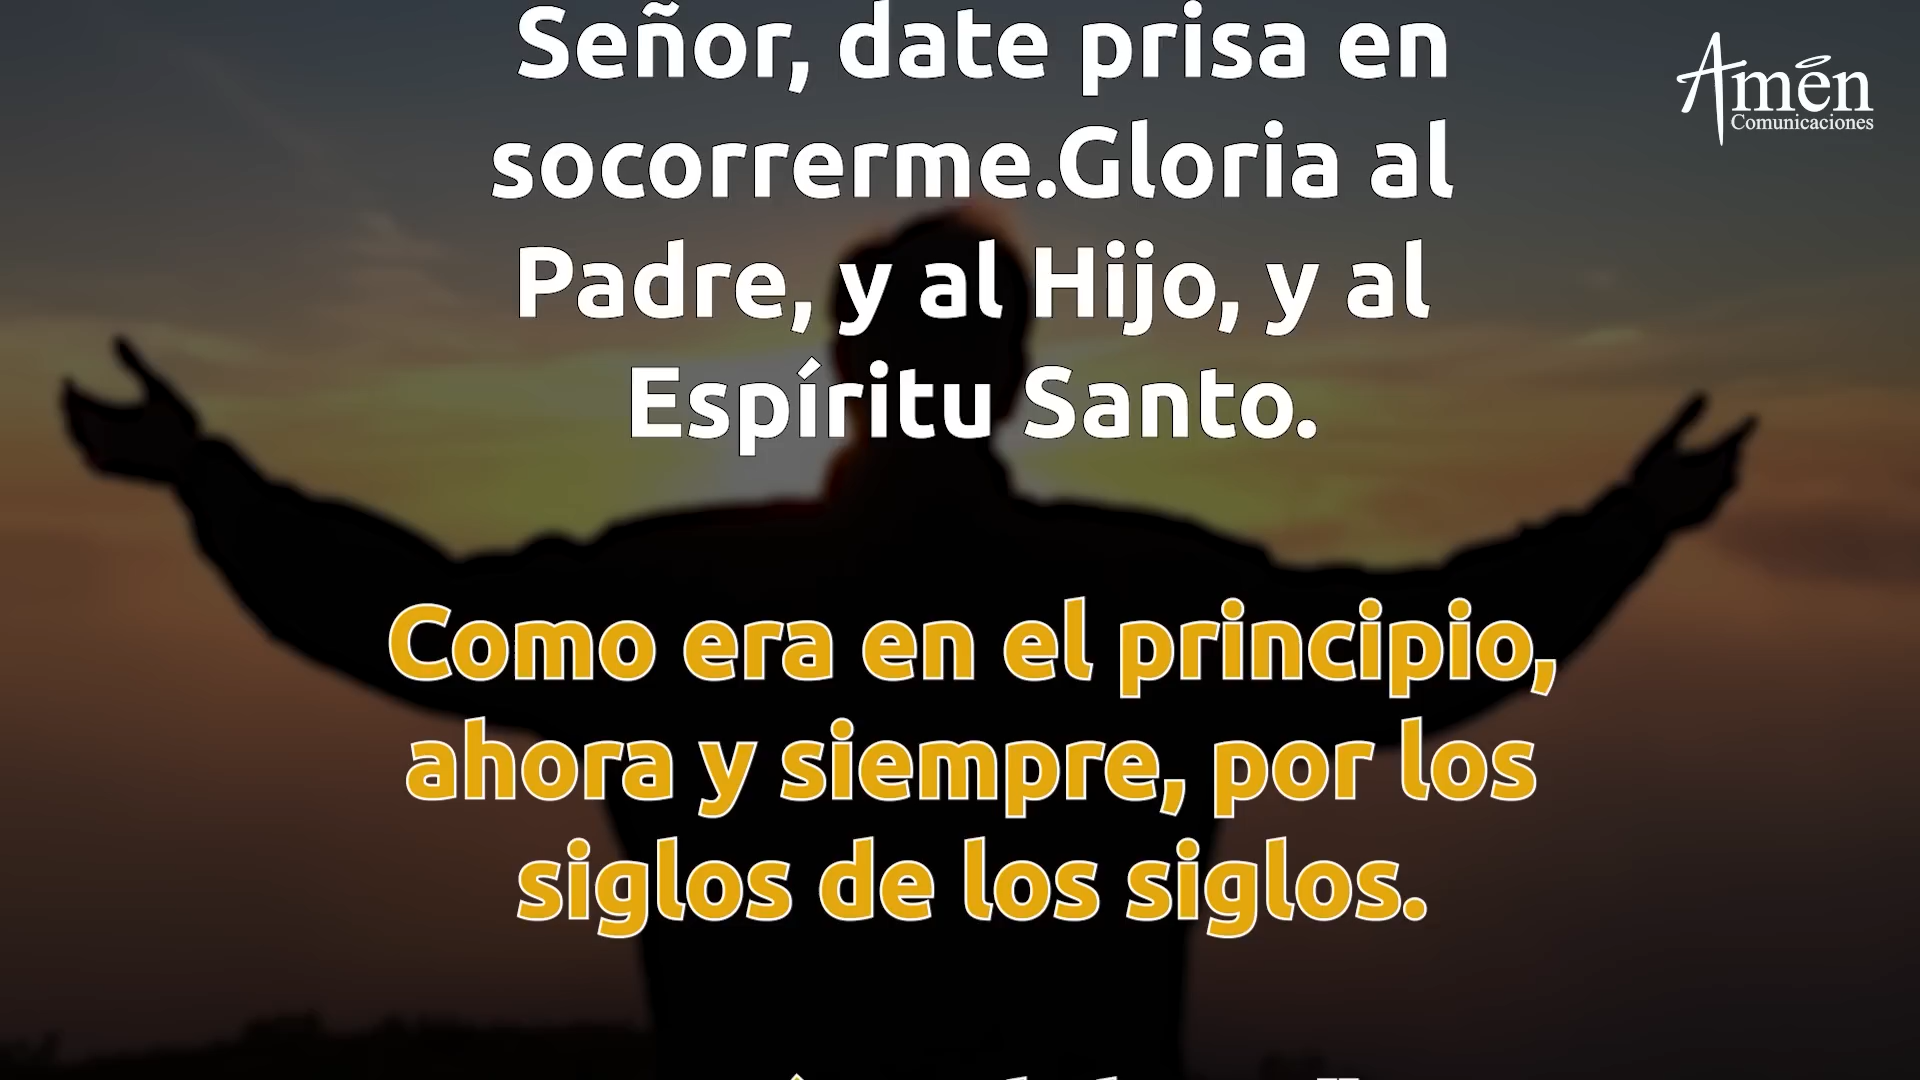 Señor, date prisa en
socorrerme.Gloria al
Padre, y al Hijo, y al
Espíritu Santo.
Como era en el principio,
ahora y siempre, por los
siglos de los siglos.
Amén
Comunicaciones